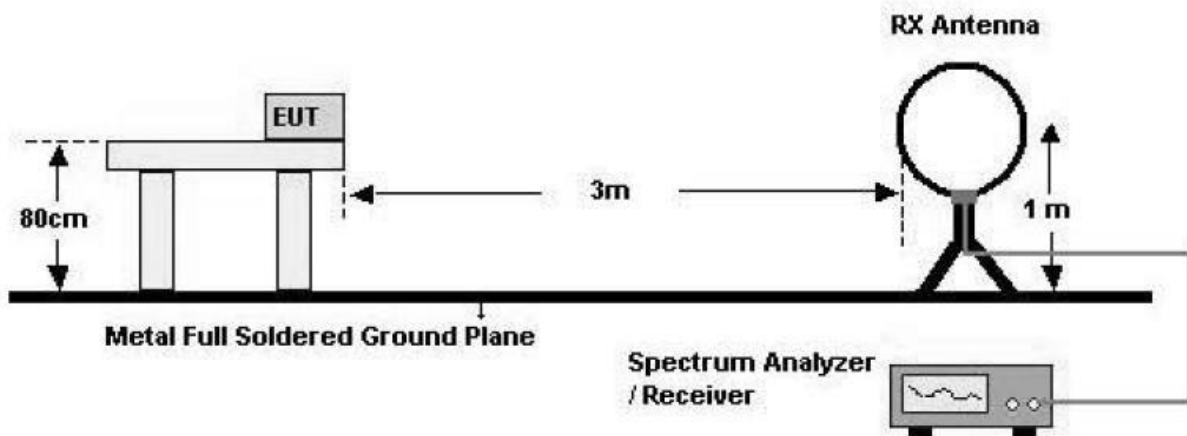 RX Antenna
EUT
80cm
3m
1 m
Metal Full Soldered Ground Plane
Spectrum Analyzer
/ Receiver